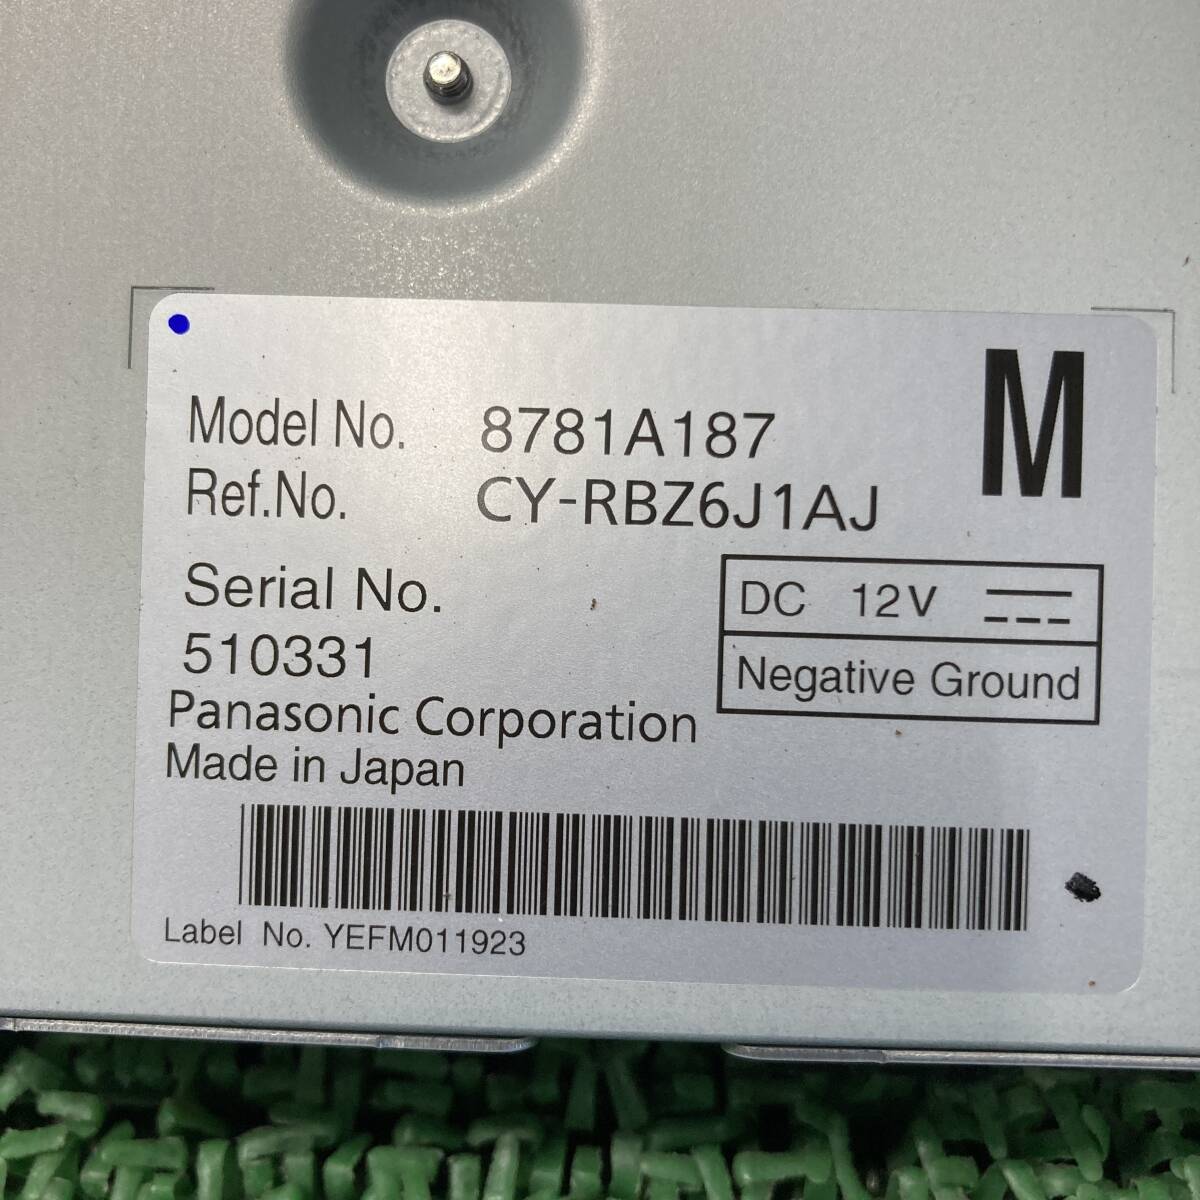 M
Model No. 8781A187
Ref.No. CY-RBZ6J1AJ
Serial No.
510331
DC 12V
Negative Ground
Panasonic Corporation
Made in Japan
Label No. YEFM011923